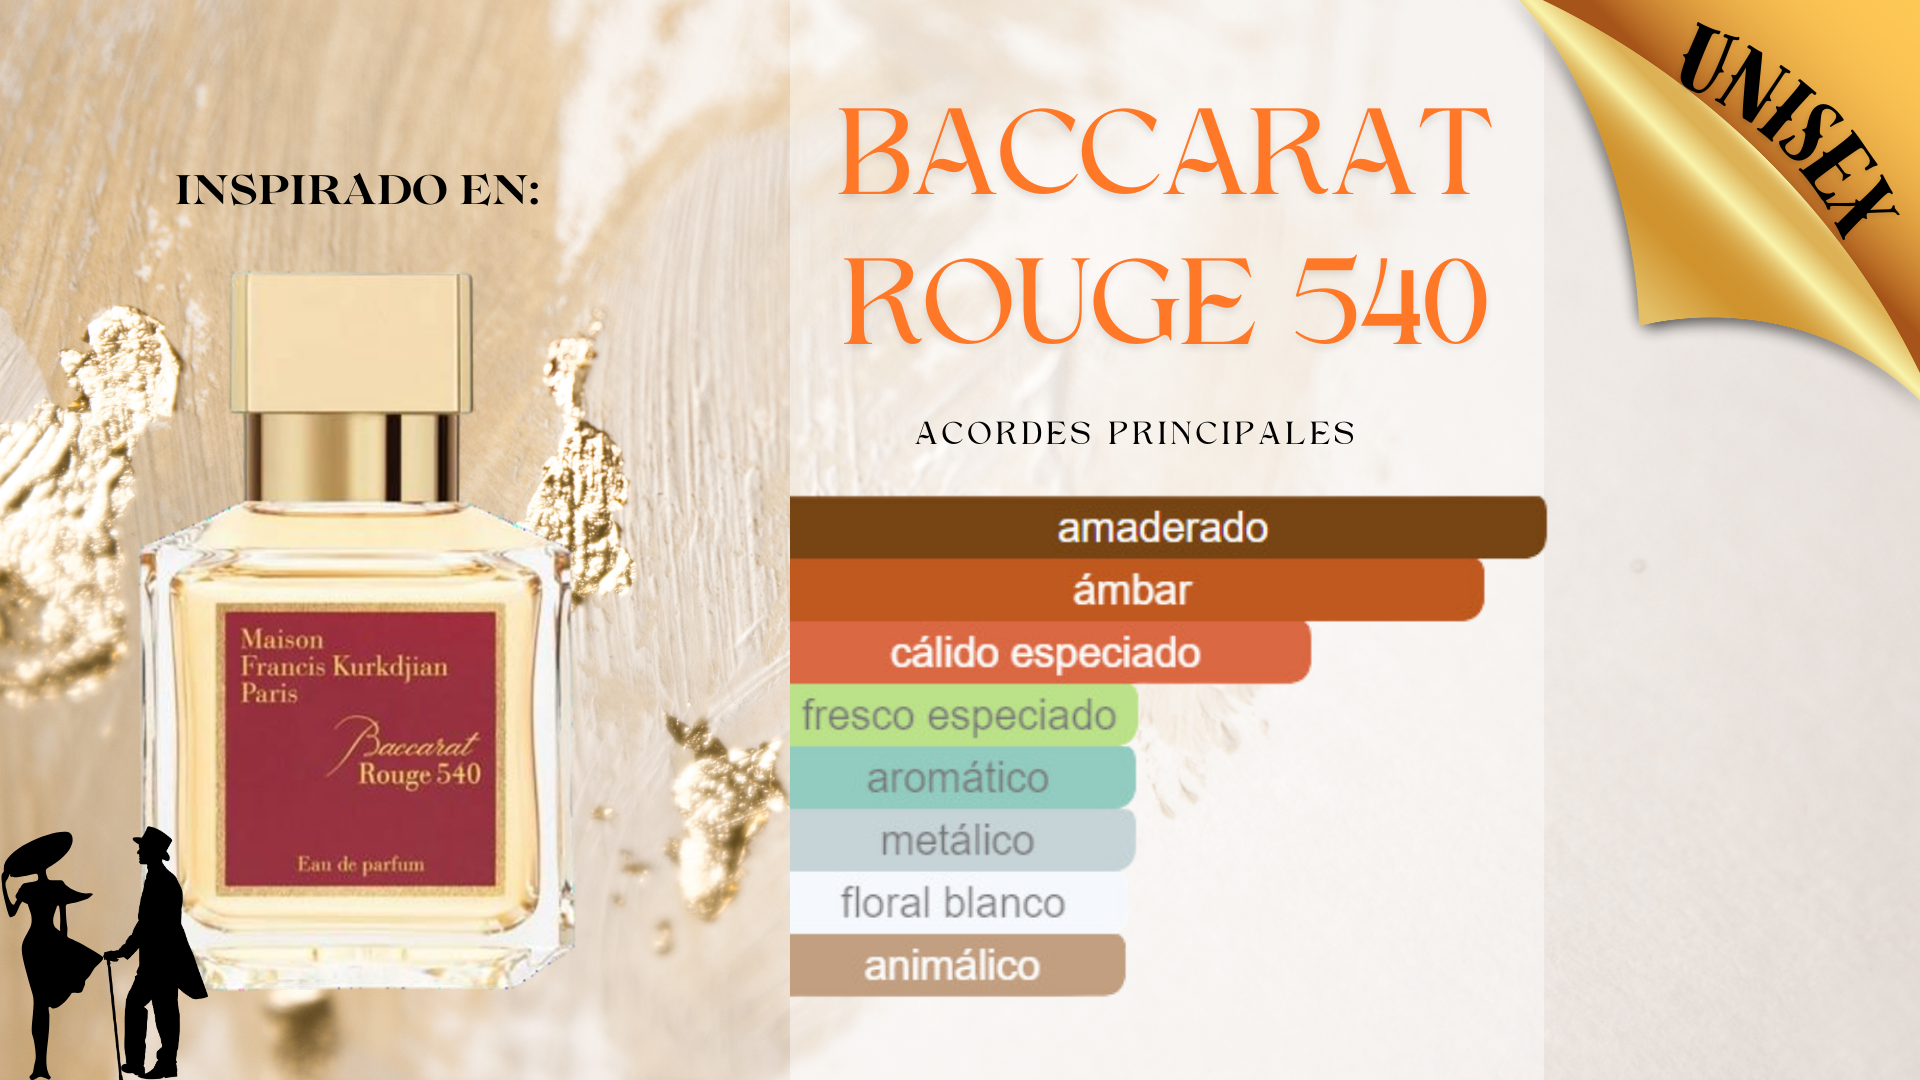 INSPIRADO EN:
Maison
Francis Kurkdjian
Paris
Baccarat
Rouge 540
Eau de parfum
BACCARAT
ROUGE 540
ACORDES PRINCIPALES
amaderado
ámbar
cálido especiado
fresco especiado
aromático
metálico
floral blanco
animálico
UNISEX